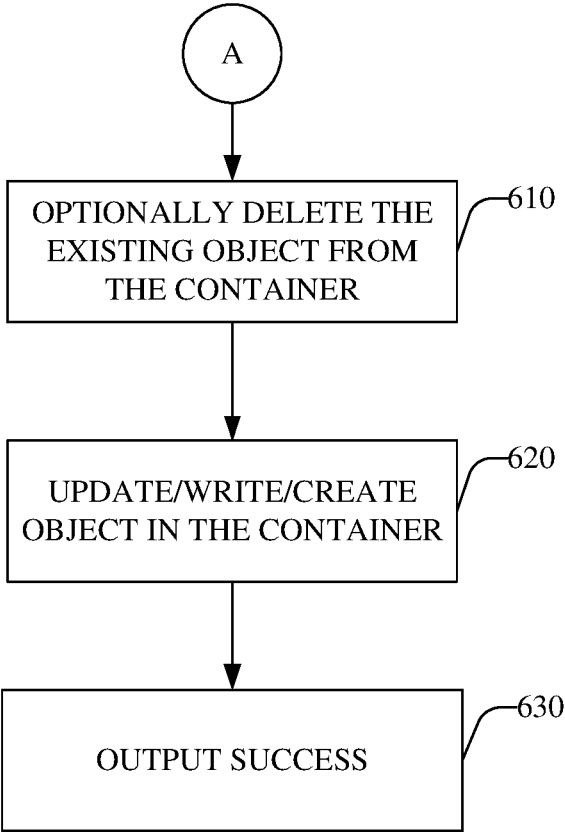 A
OPTIONALLY DELETE THE
EXISTING OBJECT FROM
THE CONTAINER
610
UPDATE/WRITE/CREATE
OBJECT IN THE CONTAINER
620
OUTPUT SUCCESS
630